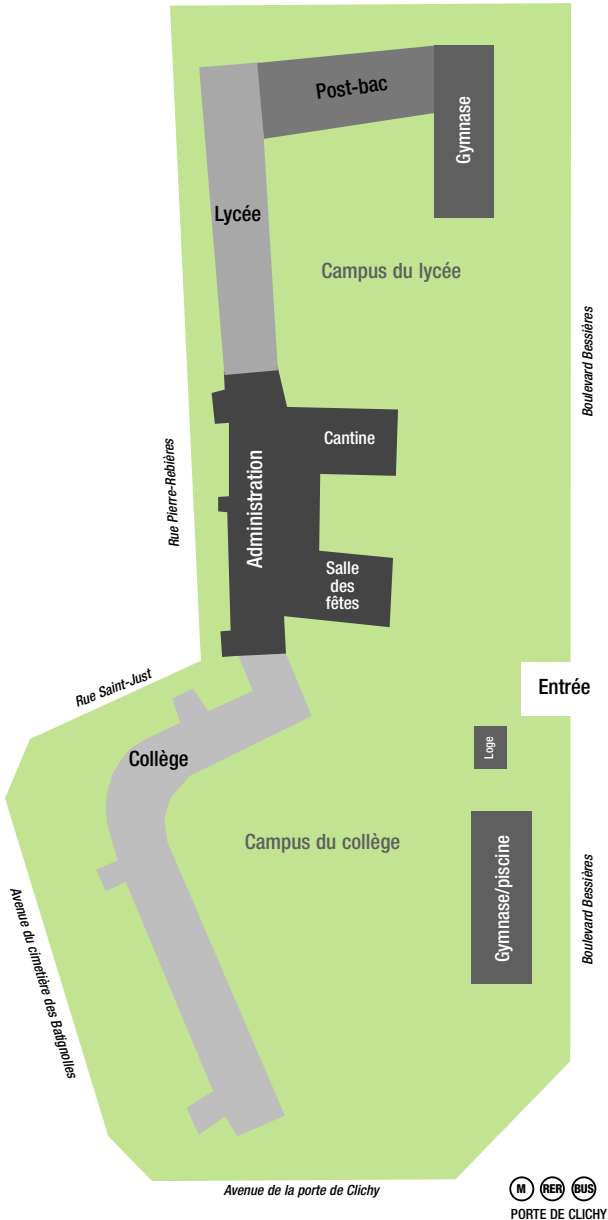 Post-bac
Gymnase
Lycée
Campus du lycée
Boulevard Bessières
Cantine
Rue Pierre-Rebières
Administration
Salle
des
fêtes
Rue Saint-Just
Entrée
Loge
Collège
Campus du collège
Gymnase/piscine
Boulevard Bessières
Avenue du cimetière des Batignolles
Avenue de la porte de Clichy
M RER BUS
PORTE DE CLICHY